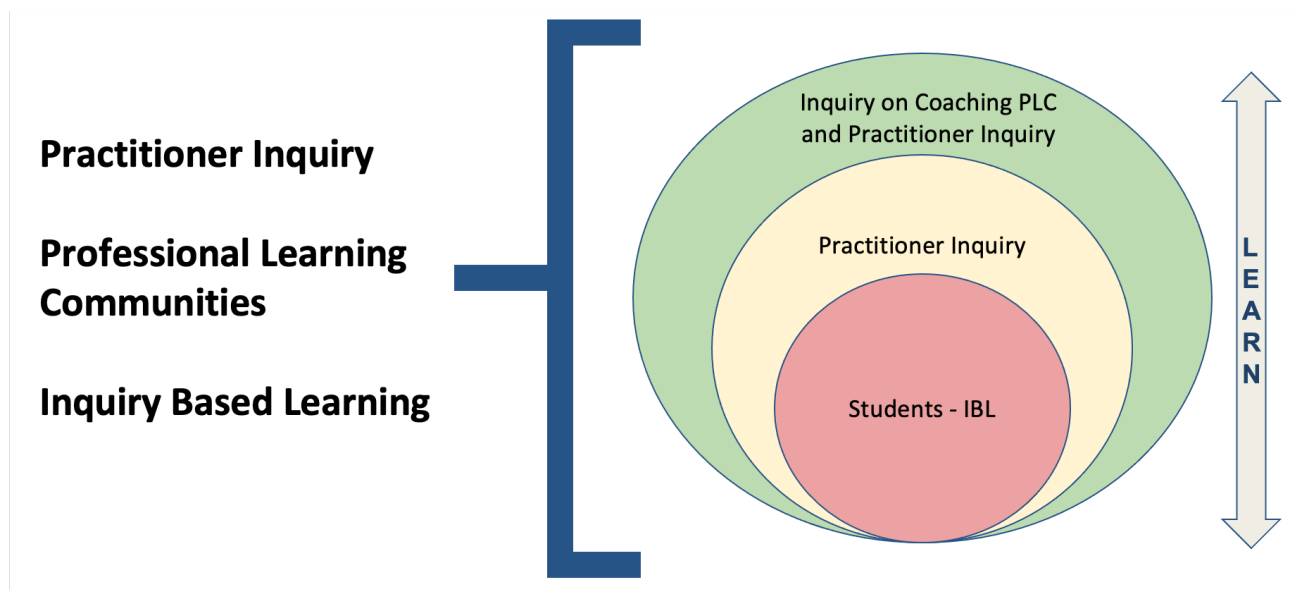 Practitioner Inquiry
Professional Learning
Communities
Inquiry Based Learning
Inquiry on Coaching PLC
and Practitioner Inquiry
Practitioner Inquiry
Students - IBL
L
E
A
R
N